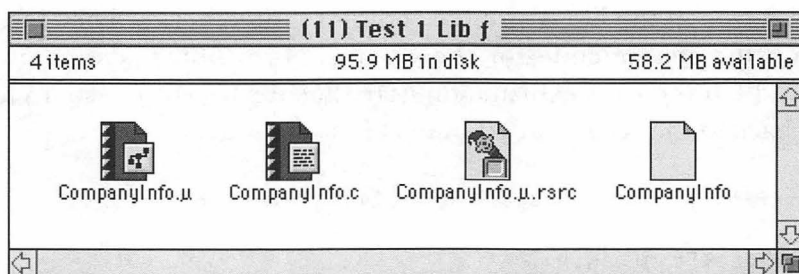 (11) Test 1 Lib ƒ
4 items 95.9 MB in disk 58.2 MB available
CompanyInfo.µ CompanyInfo.c CompanyInfo.µ.rsrc CompanyInfo